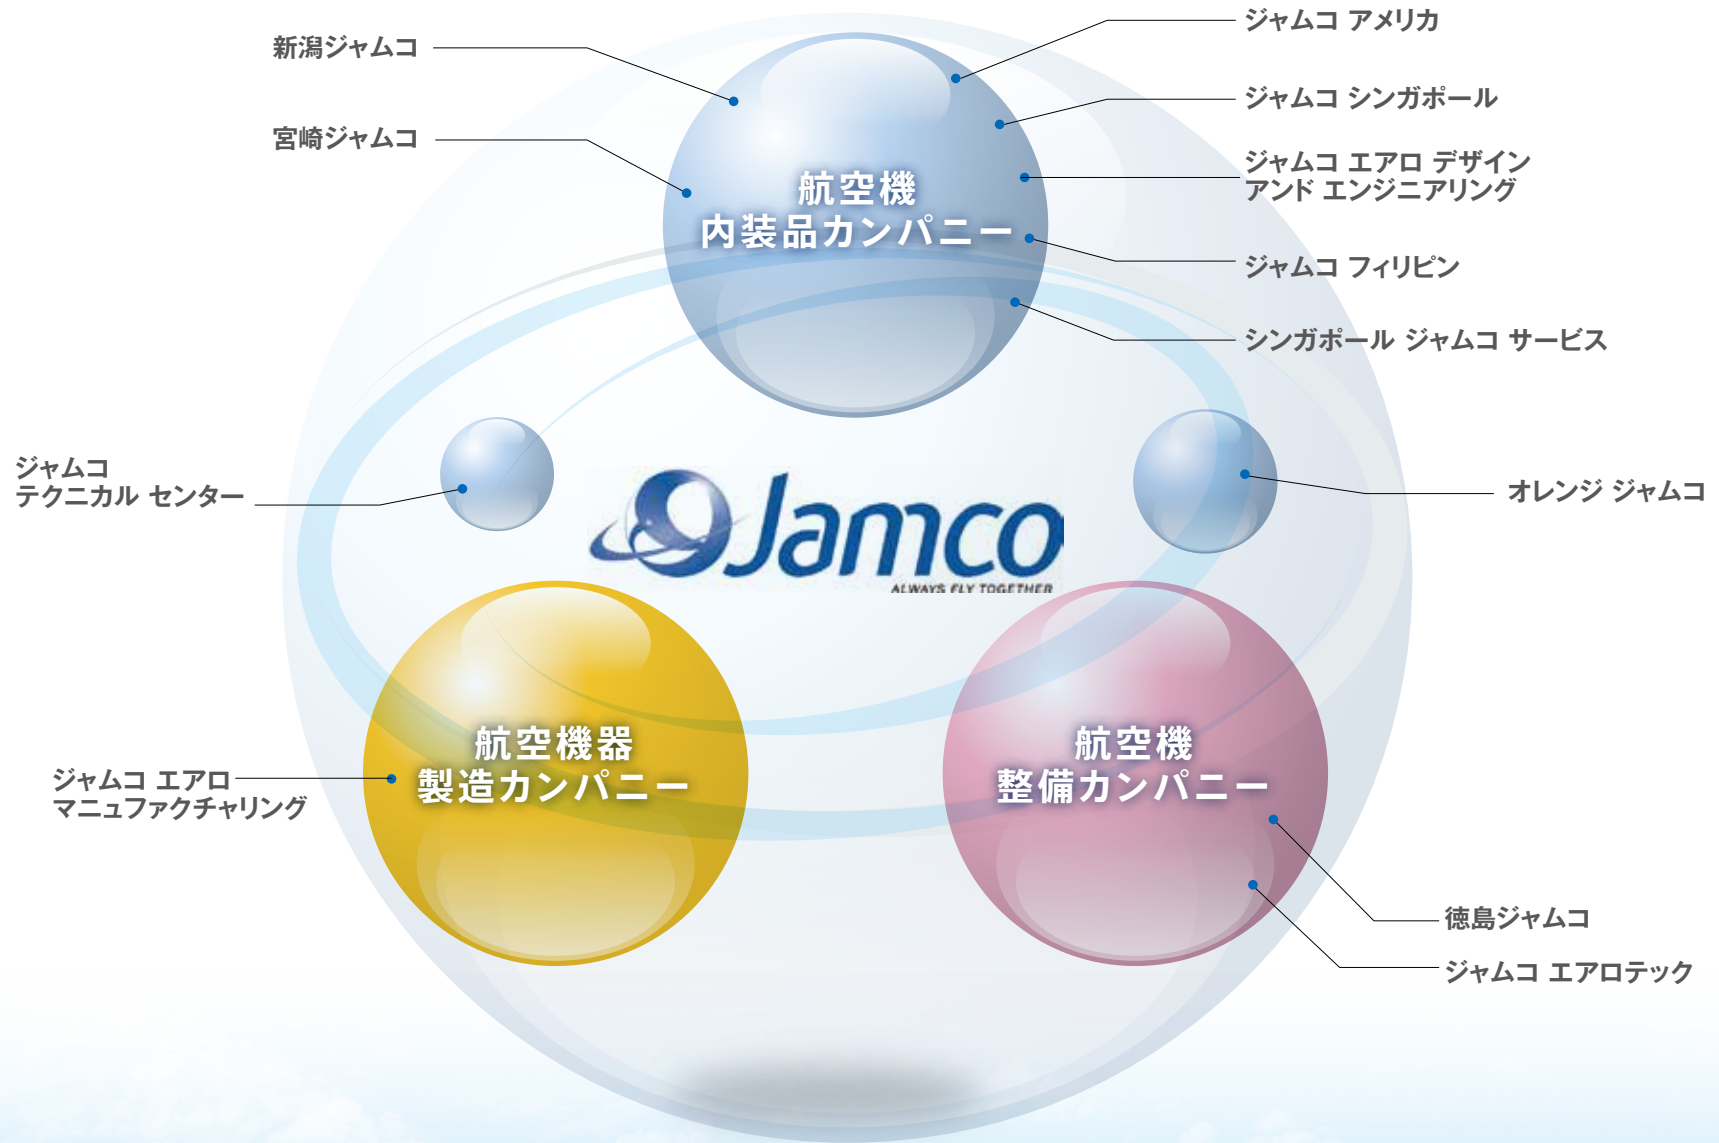 新潟ジャムコ
宮崎ジャムコ
ジャムコ アメリカ
ジャムコ シンガポール
ジャムコ エアロ デザイン
アンド エンジニアリング
ジャムコ フィリピン
シンガポール ジャムコ サービス
航空機
内装品カンパニー
ジャムコ
テクニカル センター
Jamco
ALWAYS FLY TOGETHER
オレンジ ジャムコ
航空機器
製造カンパニー
ジャムコ エアロ
マニュファクチャリング
航空機
整備カンパニー
徳島ジャムコ
ジャムコ エアロテック